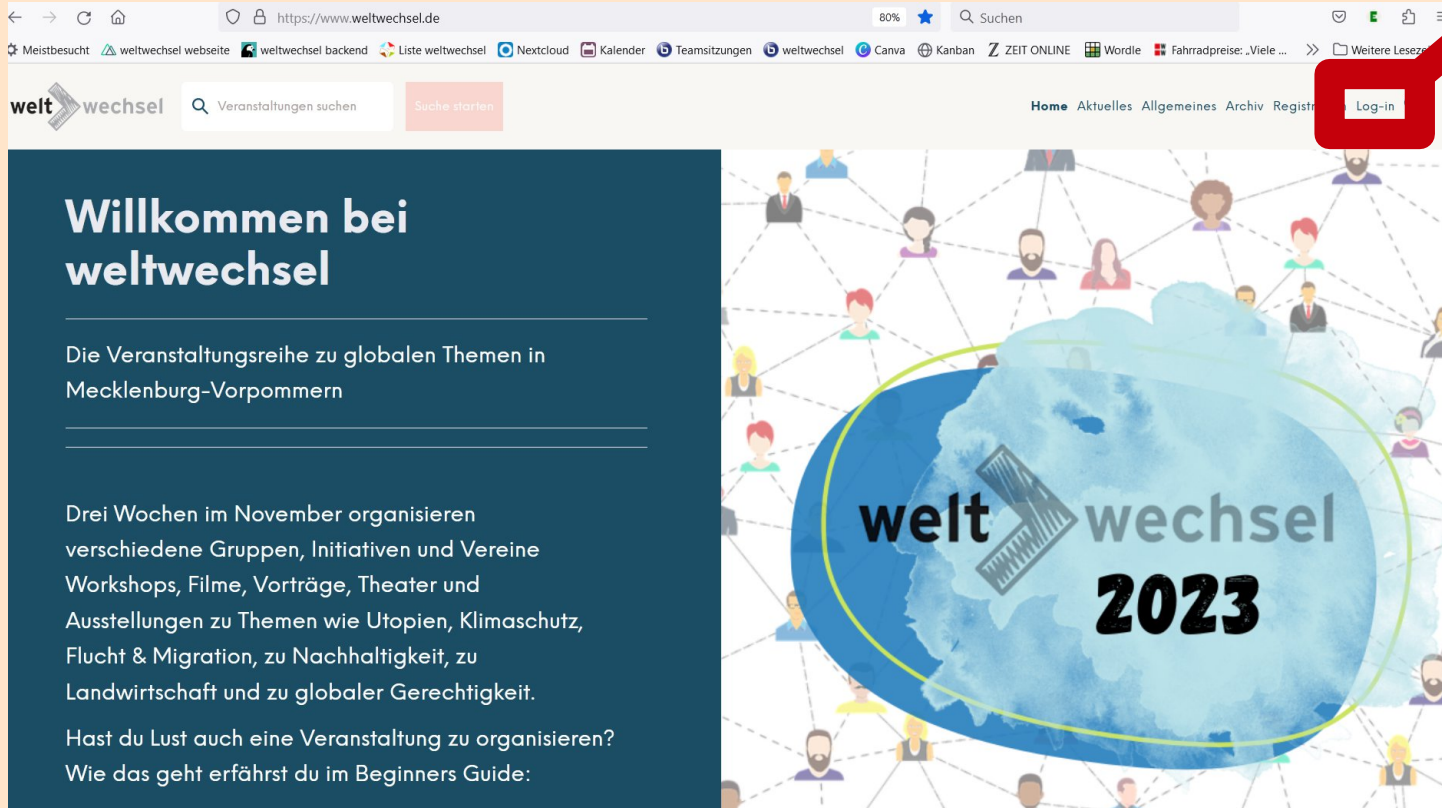 https://www.weltwechsel.de 80% Suchen
Meistbesucht weltwechsel webseite weltwechsel backend Liste weltwechsel Nextcloud Kalender Teamsitzungen weltwechsel Canva Kanban ZEIT ONLINE Wordle Fahrradpreise: „Viele ... Weitere
welt wechsel Veranstaltungen suchen Suche starten Home Aktuelles Allgemeines Archiv Log-in
Willkommen bei
weltwechsel
Die Veranstaltungsreihe zu globalen Themen in
Mecklenburg-Vorpommern
Drei Wochen im November organisieren
verschiedene Gruppen, Initiativen und Vereine
Workshops, Filme, Vorträge, Theater und
Ausstellungen zu Themen wie Utopien, Klimaschutz,
Flucht & Migration, zu Nachhaltigkeit, zu
Landwirtschaft und zu globaler Gerechtigkeit.
Hast du Lust auch eine Veranstaltung zu organisieren?
Wie das geht erfährst du im Beginners Guide:
welt wechsel
2023